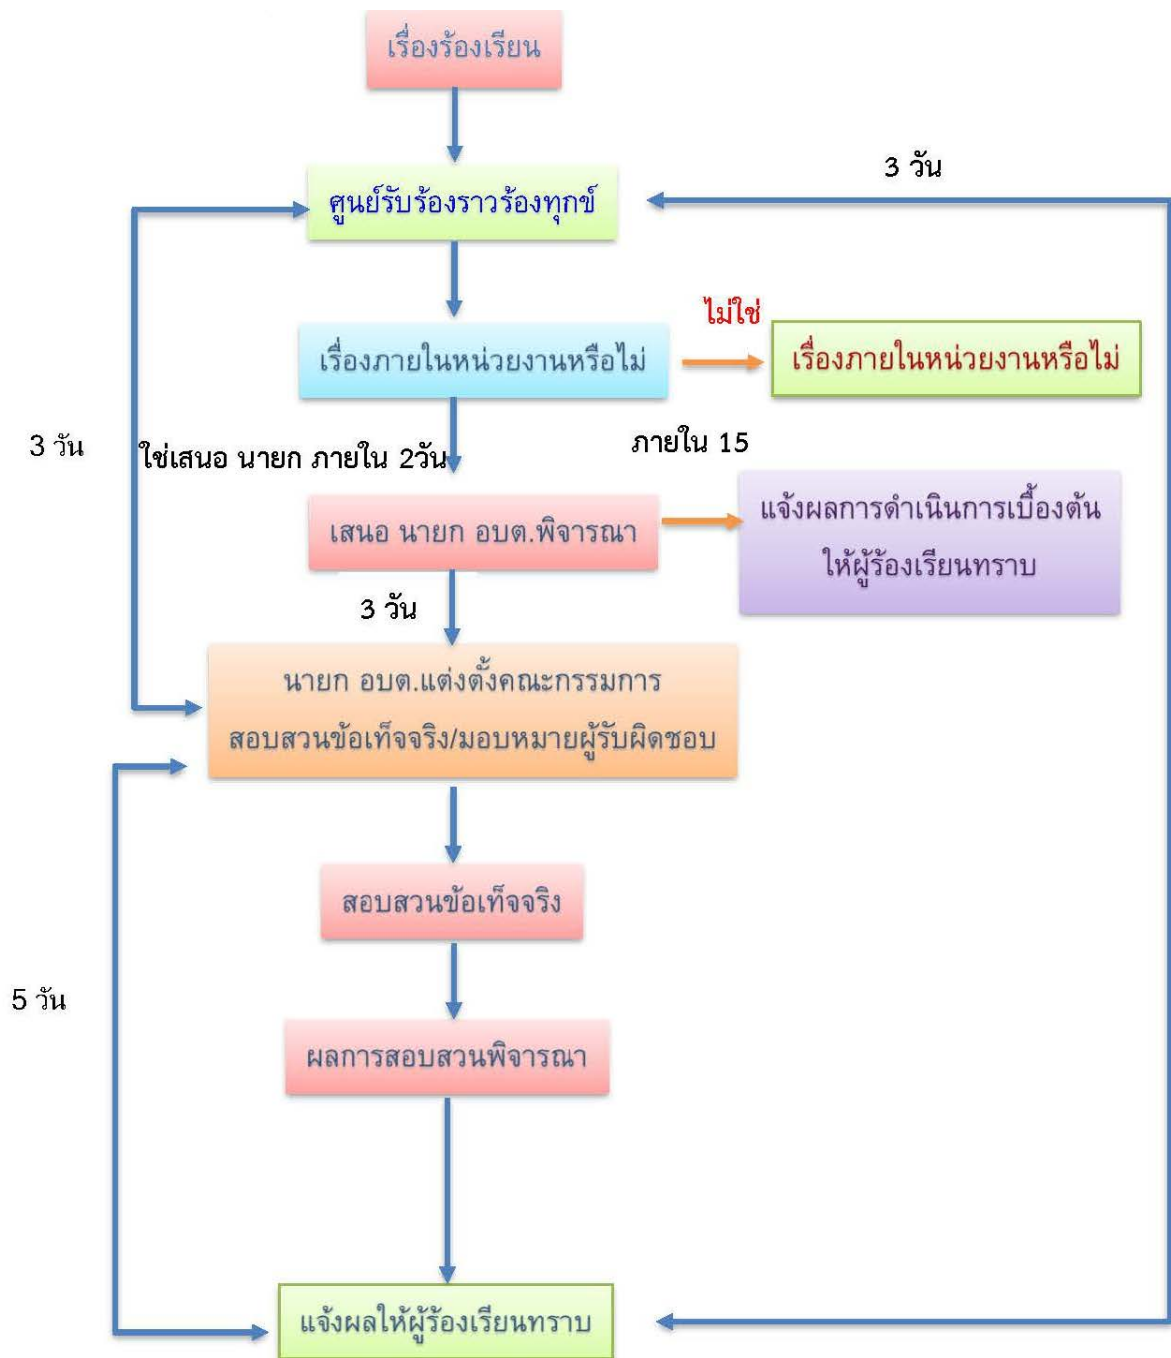 เรื่องร้องเรียน
3 วัน
ศูนย์รับร้องราวร้องทุกข์
ไม่ใช่
เรื่องภายในหน่วยงานหรือไม่
เรื่องภายในหน่วยงานหรือไม่
3 วัน
ใช่เสนอ นายก ภายใน 2วัน
ภายใน 15
เสนอ นายก อบต.พิจารณา
แจ้งผลการดำเนินการเบื้องต้น
ให้ผู้ร้องเรียนทราบ
3 วัน
นายก อบต.แต่งตั้งคณะกรรมการ
สอบสวนข้อเท็จจริง/มอบหมายผู้รับผิดชอบ
สอบสวนข้อเท็จจริง
5 วัน
ผลการสอบสวนพิจารณา
แจ้งผลให้ผู้ร้องเรียนทราบ